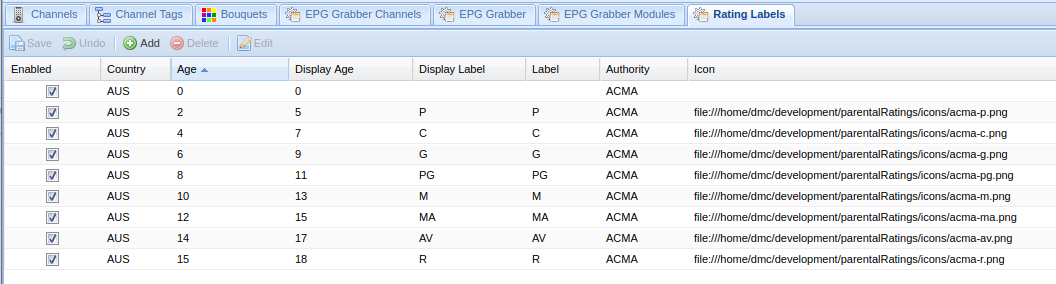 Channels Channel Tags Bouquets EPG Grabber Channels EPG Grabber EPG Grabber Modules Rating Labels
Save Undo Add Delete Edit
Enabled Country Age Display Age Display Label Label Authority Icon
AUS 0 0 ACMA
AUS 2 5 P P ACMA file:///home/dmc/development/parentalRatings/icons/acma-p.png
AUS 4 7 C C ACMA file:///home/dmc/development/parentalRatings/icons/acma-c.png
AUS 6 9 G G ACMA file:///home/dmc/development/parentalRatings/icons/acma-g.png
AUS 8 11 PG PG ACMA file:///home/dmc/development/parentalRatings/icons/acma-pg.png
AUS 10 13 M M ACMA file:///home/dmc/development/parentalRatings/icons/acma-m.png
AUS 12 15 MA MA ACMA file:///home/dmc/development/parentalRatings/icons/acma-ma.png
AUS 14 17 AV AV ACMA file:///home/dmc/development/parentalRatings/icons/acma-av.png
AUS 15 18 R R ACMA file:///home/dmc/development/parentalRatings/icons/acma-r.png